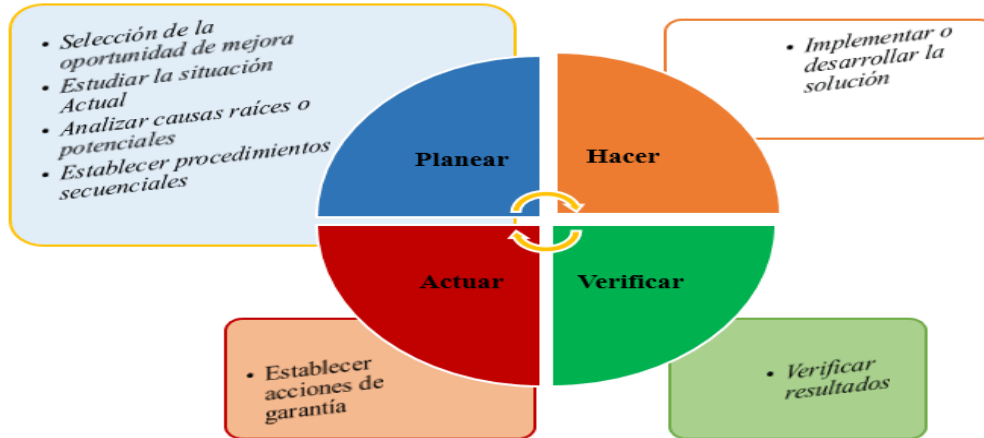 • Selección de la
oportunidad de mejora
• Estudiar la situación
Actual
• Analizar causas raíces o
potenciales
• Establecer procedimientos
secuenciales
Planear
Hacer
• Implementar o
desarrollar la
solución
Actuar
Verificar
• Establecer
acciones de
garantía
• Verificar
resultados